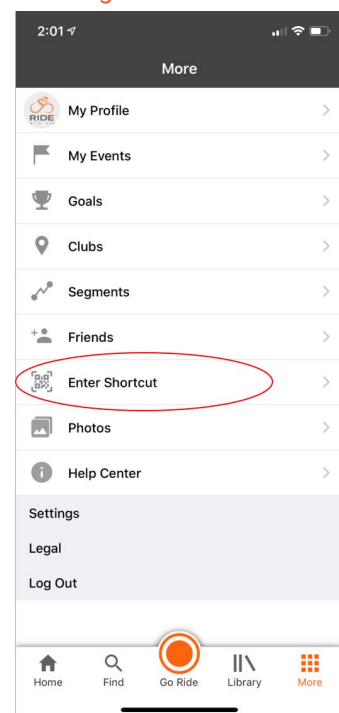 2:01
More
RIDE
My Profile
My Events
Goals
Clubs
Segments
Friends
Enter Shortcut
Photos
Help Center
Settings
Legal
Log Out
Home Find Go Ride Library More